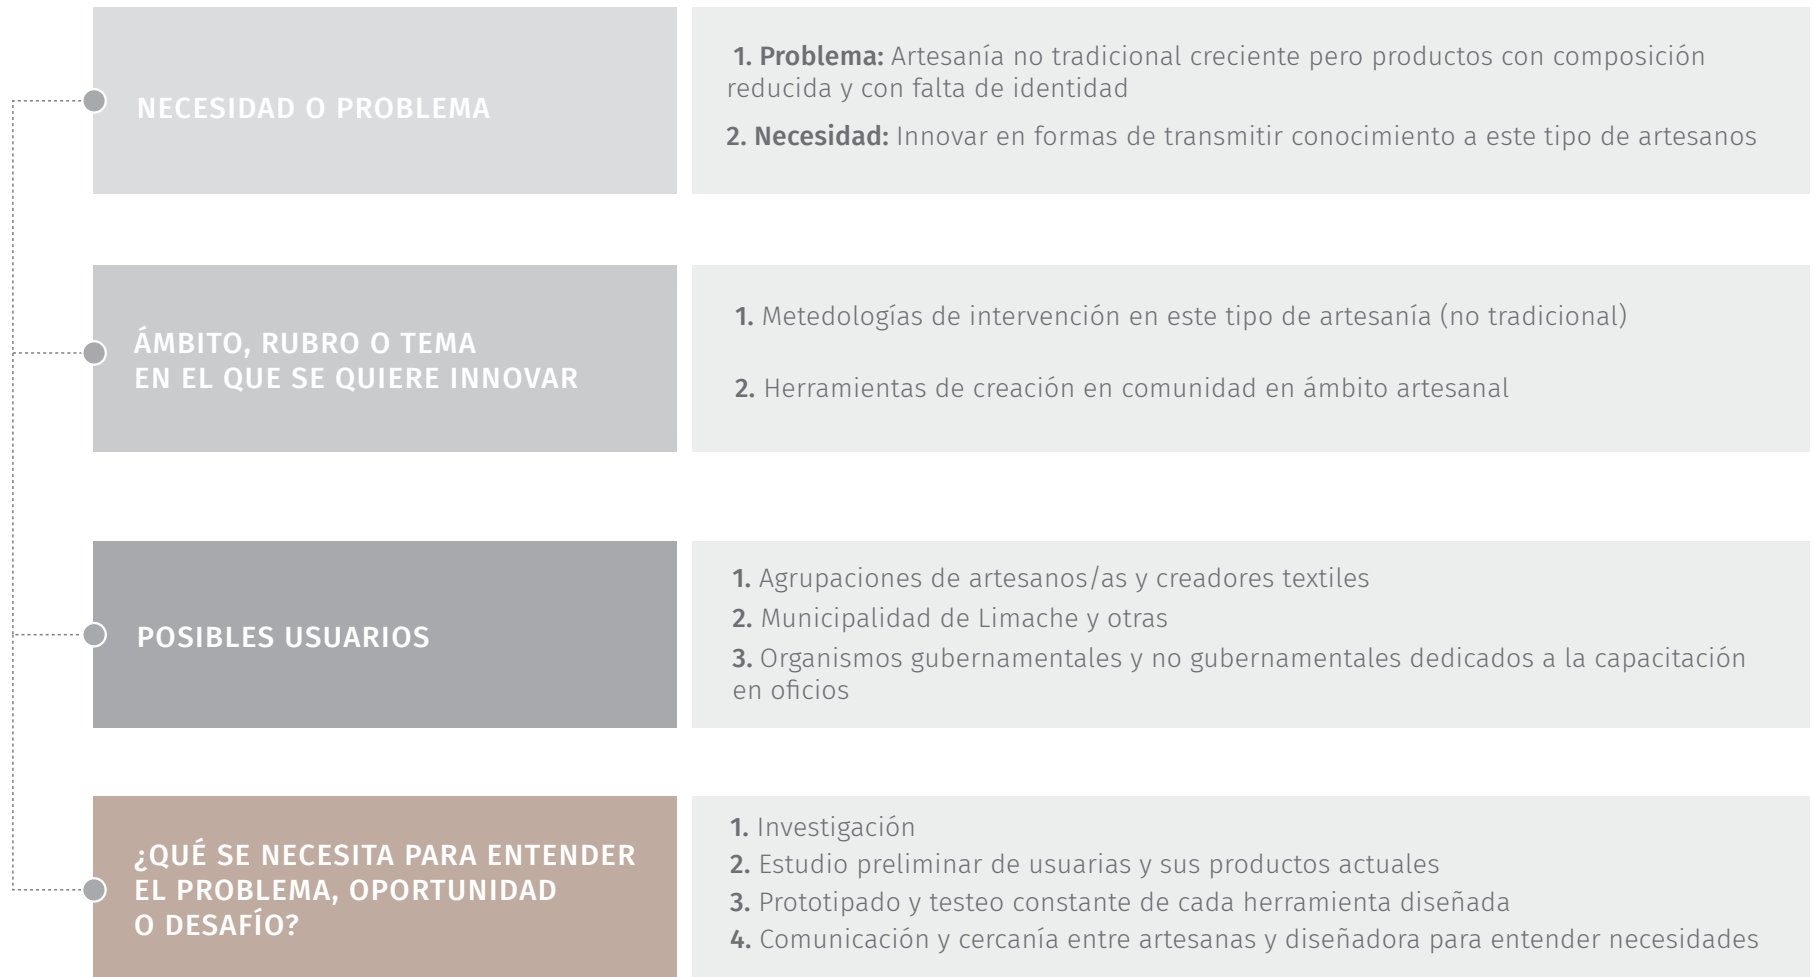 NECESIDAD O PROBLEMA
1. Problema: Artesanía no tradicional creciente pero productos con composición
reducida y con falta de identidad
2. Necesidad: Innovar en formas de transmitir conocimiento a este tipo de artesanos
ÁMBITO, RUBRO O TEMA
EN EL QUE SE QUIERE INNOVAR
1. Metedologías de intervención en este tipo de artesanía (no tradicional)
2. Herramientas de creación en comunidad en ámbito artesanal
POSIBLES USUARIOS
1. Agrupaciones de artesanos/as y creadores textiles
2. Municipalidad de Limache y otras
3. Organismos gubernamentales y no gubernamentales dedicados a la capacitación
en oficios
¿QUÉ SE NECESITA PARA ENTENDER
EL PROBLEMA, OPORTUNIDAD
O DESAFÍO?
1. Investigación
2. Estudio preliminar de usuarias y sus productos actuales
3. Prototipado y testeo constante de cada herramienta diseñada
4. Comunicación y cercanía entre artesanas y diseñadora para entender necesidades